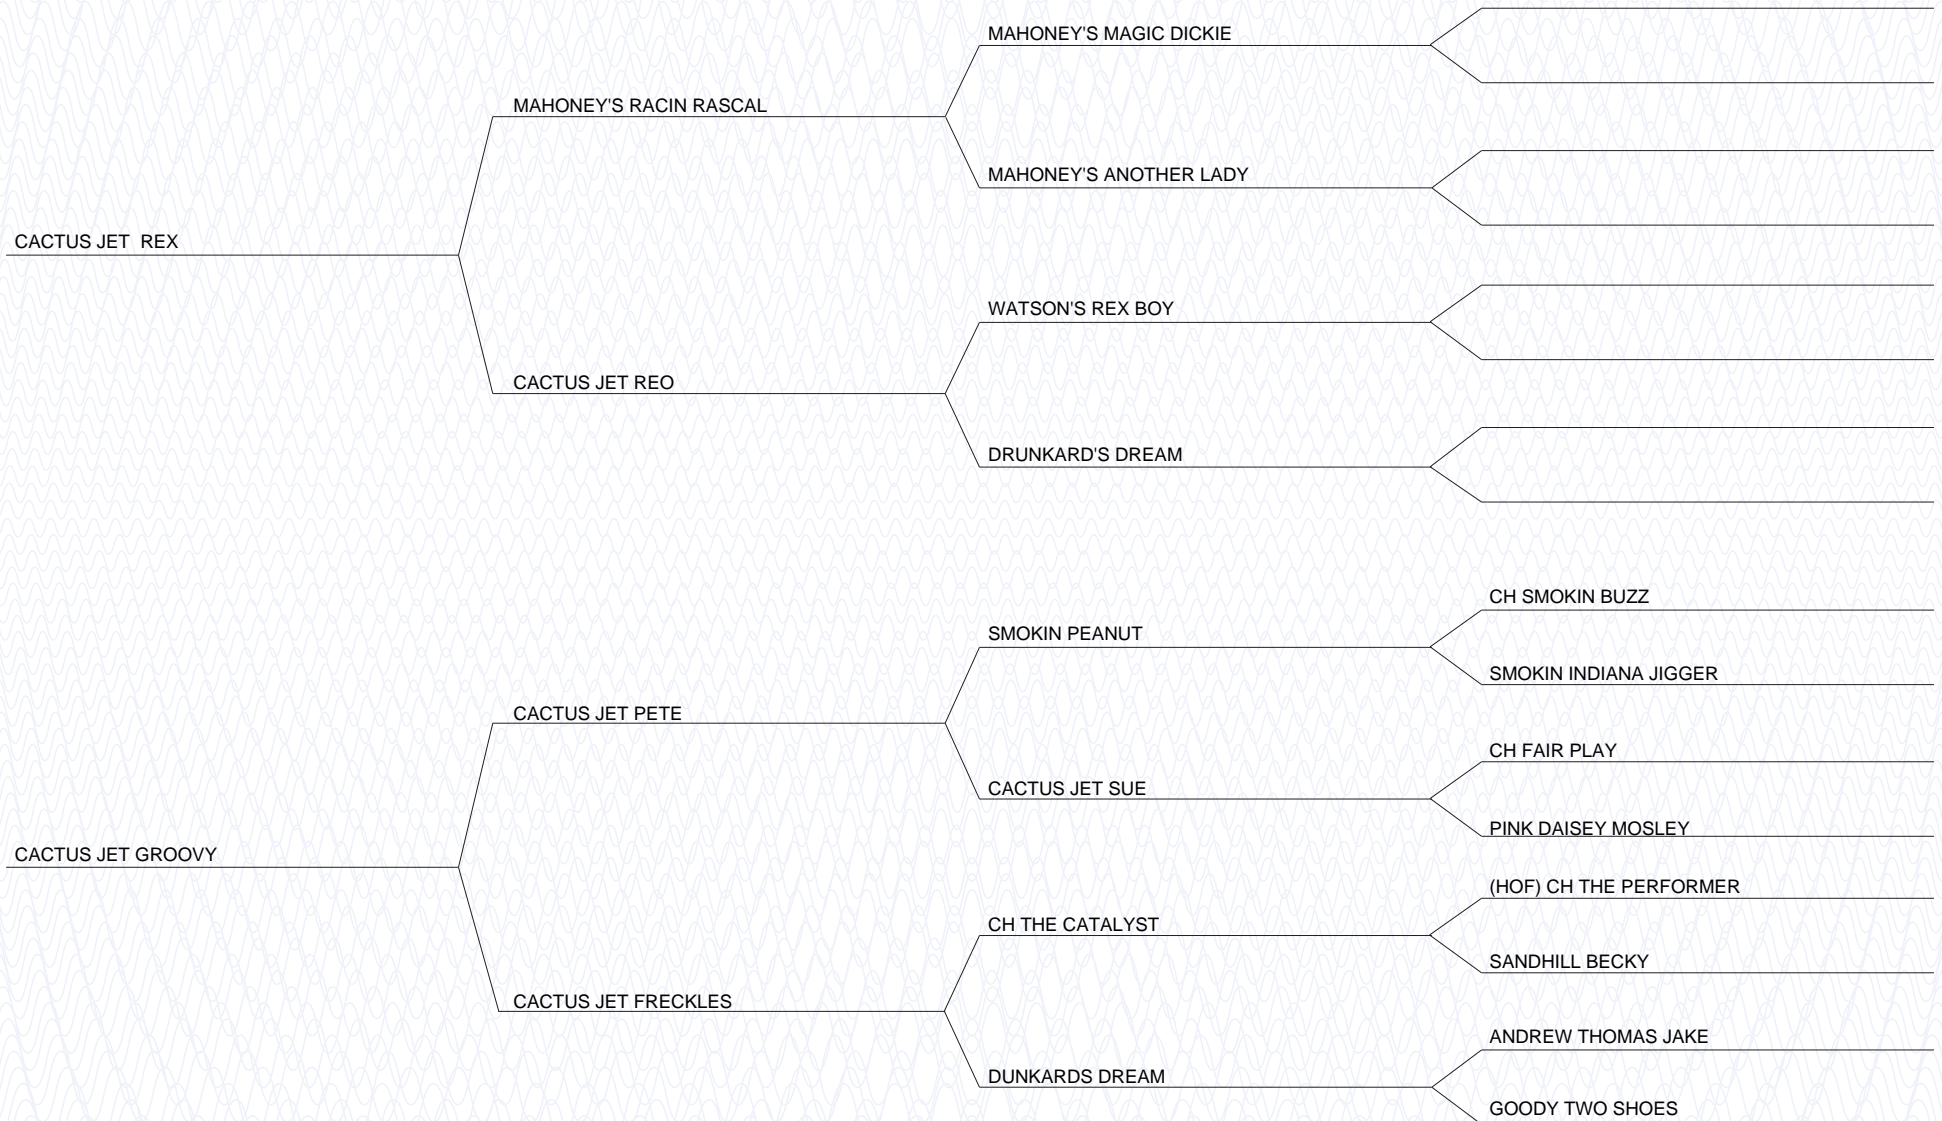 MAHONEY'S MAGIC DICKIE
MAHONEY'S RACIN RASCAL
MAHONEY'S ANOTHER LADY
CACTUS JET  REX
WATSON'S REX BOY
CACTUS JET REO
DRUNKARD'S DREAM
CH SMOKIN BUZZ
SMOKIN PEANUT
SMOKIN INDIANA JIGGER
CACTUS JET PETE
CH FAIR PLAY
CACTUS JET SUE
PINK DAISEY MOSLEY
CACTUS JET GROOVY
(HOF) CH THE PERFORMER
CH THE CATALYST
SANDHILL BECKY
CACTUS JET FRECKLES
ANDREW THOMAS JAKE
DUNKARDS DREAM
GOODY TWO SHOES